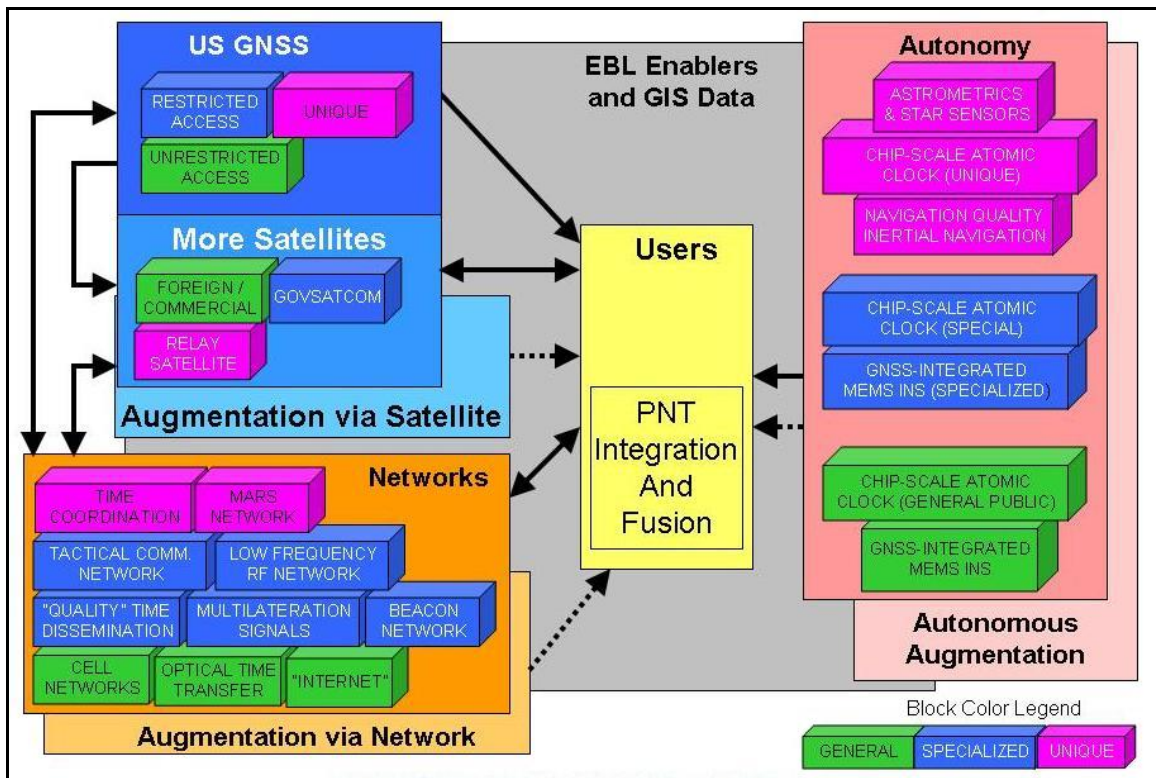 US GNSS
RESTRICTED
ACCESS
UNIQUE
UNRESTRICTED
ACCESS
More Satellites
FOREIGN /
COMMERCIAL
GOVSATCOM
RELAY
SATELLITE
Augmentation via Satellite
Networks
TIME
COORDINATION
MARS
NETWORK
TACTICAL COMM.
NETWORK
LOW FREQUENCY
RF NETWORK
"QUALITY" TIME
DISSEMINATION
MULTILATERATION
SIGNALS
BEACON
NETWORK
CELL
NETWORKS
OPTICAL TIME
TRANSFER
"INTERNET"
Augmentation via Network
EBL Enablers
and GIS Data
Users
PNT
Integration
And
Fusion
Autonomy
ASTROMETRICS
& STAR SENSORS
CHIP-SCALE ATOMIC
CLOCK (UNIQUE)
NAVIGATION QUALITY
INERTIAL NAVIGATION
CHIP-SCALE ATOMIC
CLOCK (SPECIAL)
GNSS-INTEGRATED
MEMS INS (SPECIALIZED)
CHIP-SCALE ATOMIC
CLOCK (GENERAL PUBLIC)
GNSS-INTEGRATED
MEMS INS
Autonomous
Augmentation
Block Color Legend
GENERAL
SPECIALIZED
UNIQUE